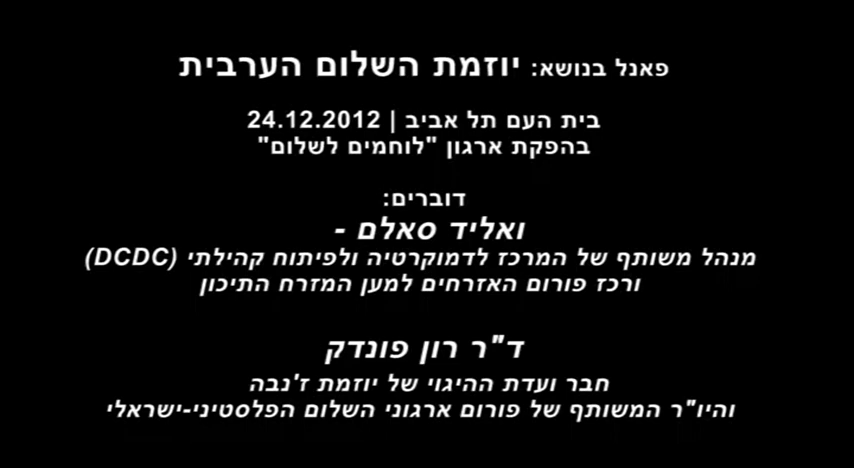 פאנל בנושא: יוזמת השלום הערבית
בית העם תל אביב | 24.12.2012
בהפקת ארגון "לוחמים לשלום"
דוברים:
ואליד סאלם -
מנהל משותף של המרכז לדמוקרטיה ולפיתוח קהילתי (DCDC)
ורכז פורום האזרחים למען המזרח התיכון
ד"ר רון פונדק
חבר ועדת ההיגוי של יוזמת ז'נבה
והיו"ר המשותף של פורום ארגוני השלום הפלסטיני-ישראלי